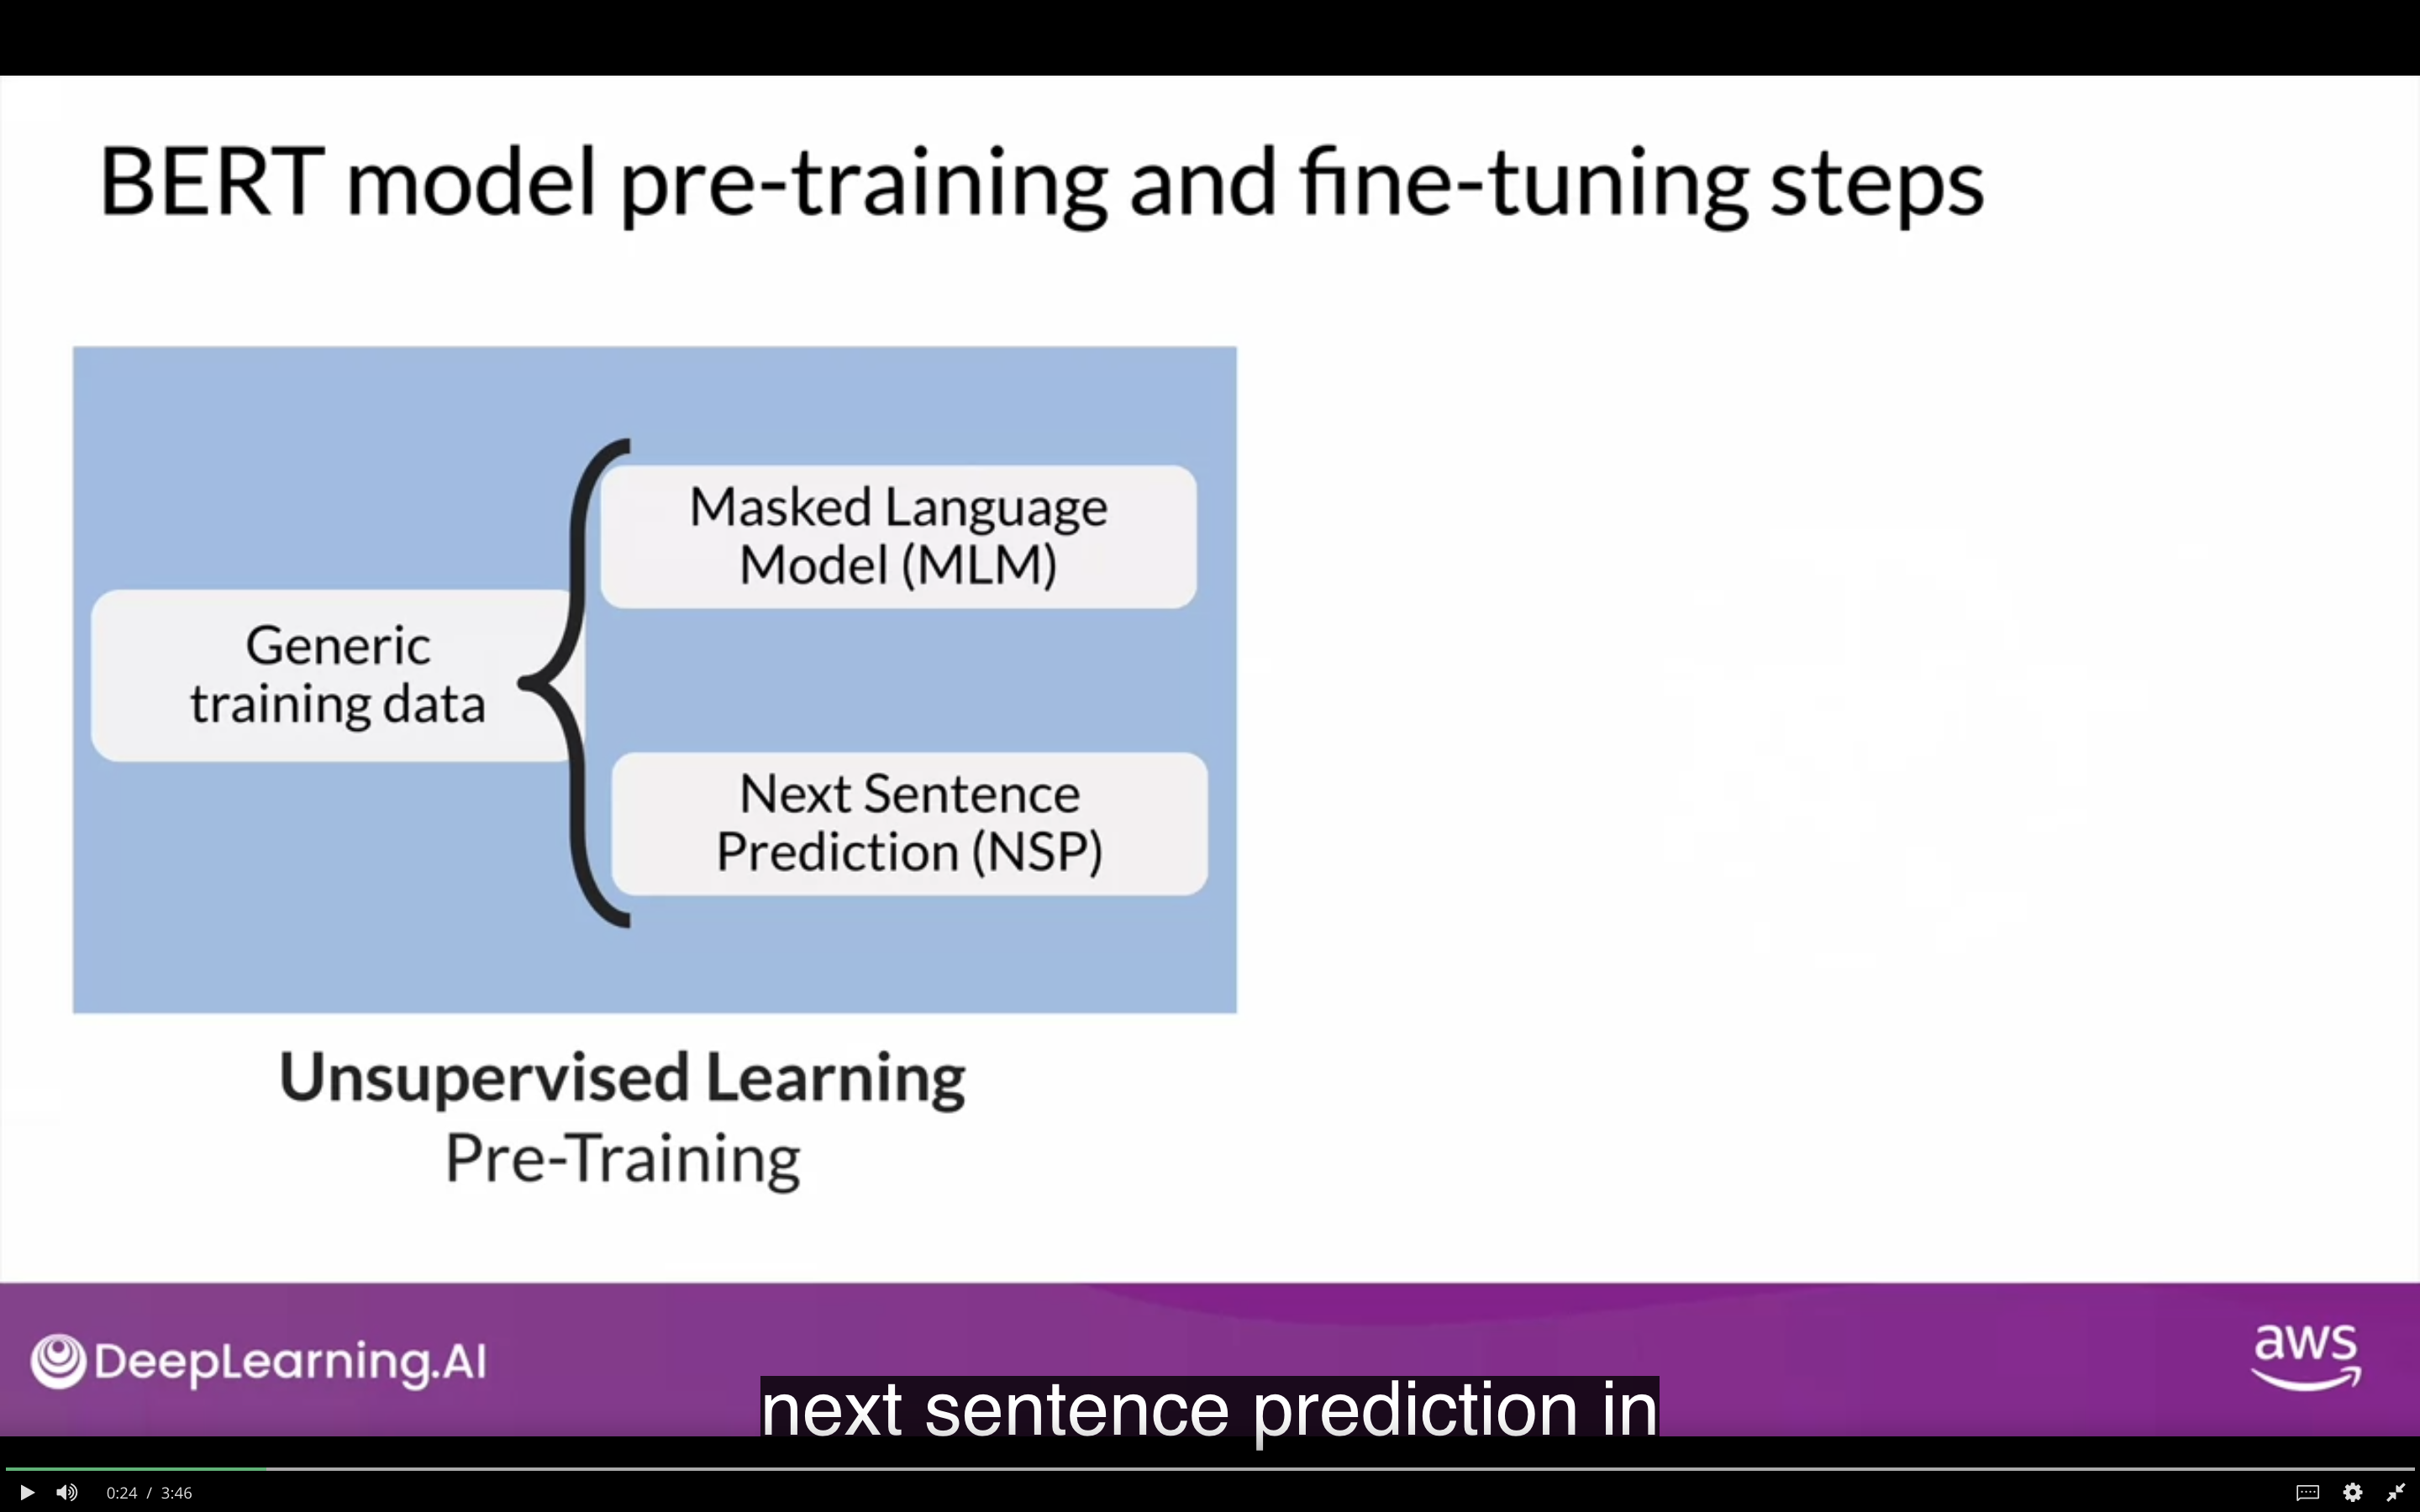 BERT model pre-training and fine-tuning steps
Masked Language
Model (MLM)
Generic
training data
Next Sentence
Prediction (NSP)
Unsupervised Learning
Pre-Training
DeepLearning.AI
aws
next sentence prediction in
0:24 / 3:46